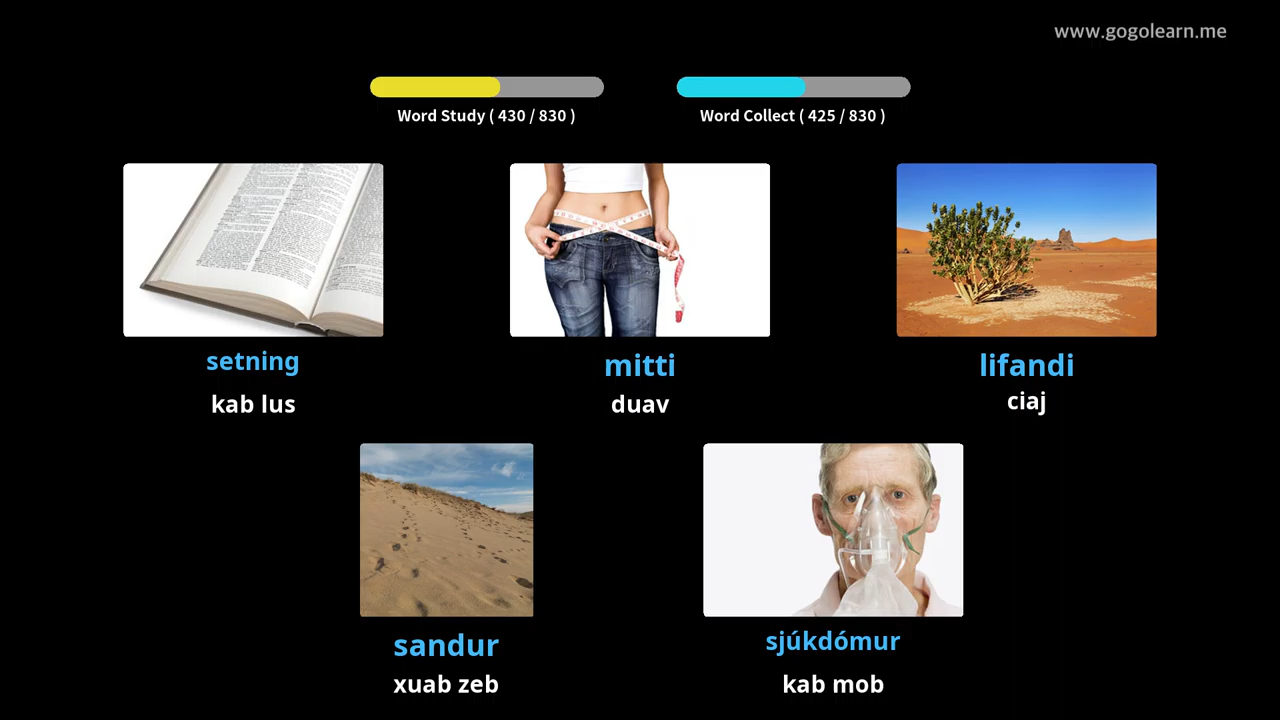 www.gogolearn.me
Word Study ( 430 / 830 )
Word Collect ( 425 / 830 )
setning
kab lus
mitti
duav
lifandi
ciaj
sandur
xuab zeb
sjúkdómur
kab mob